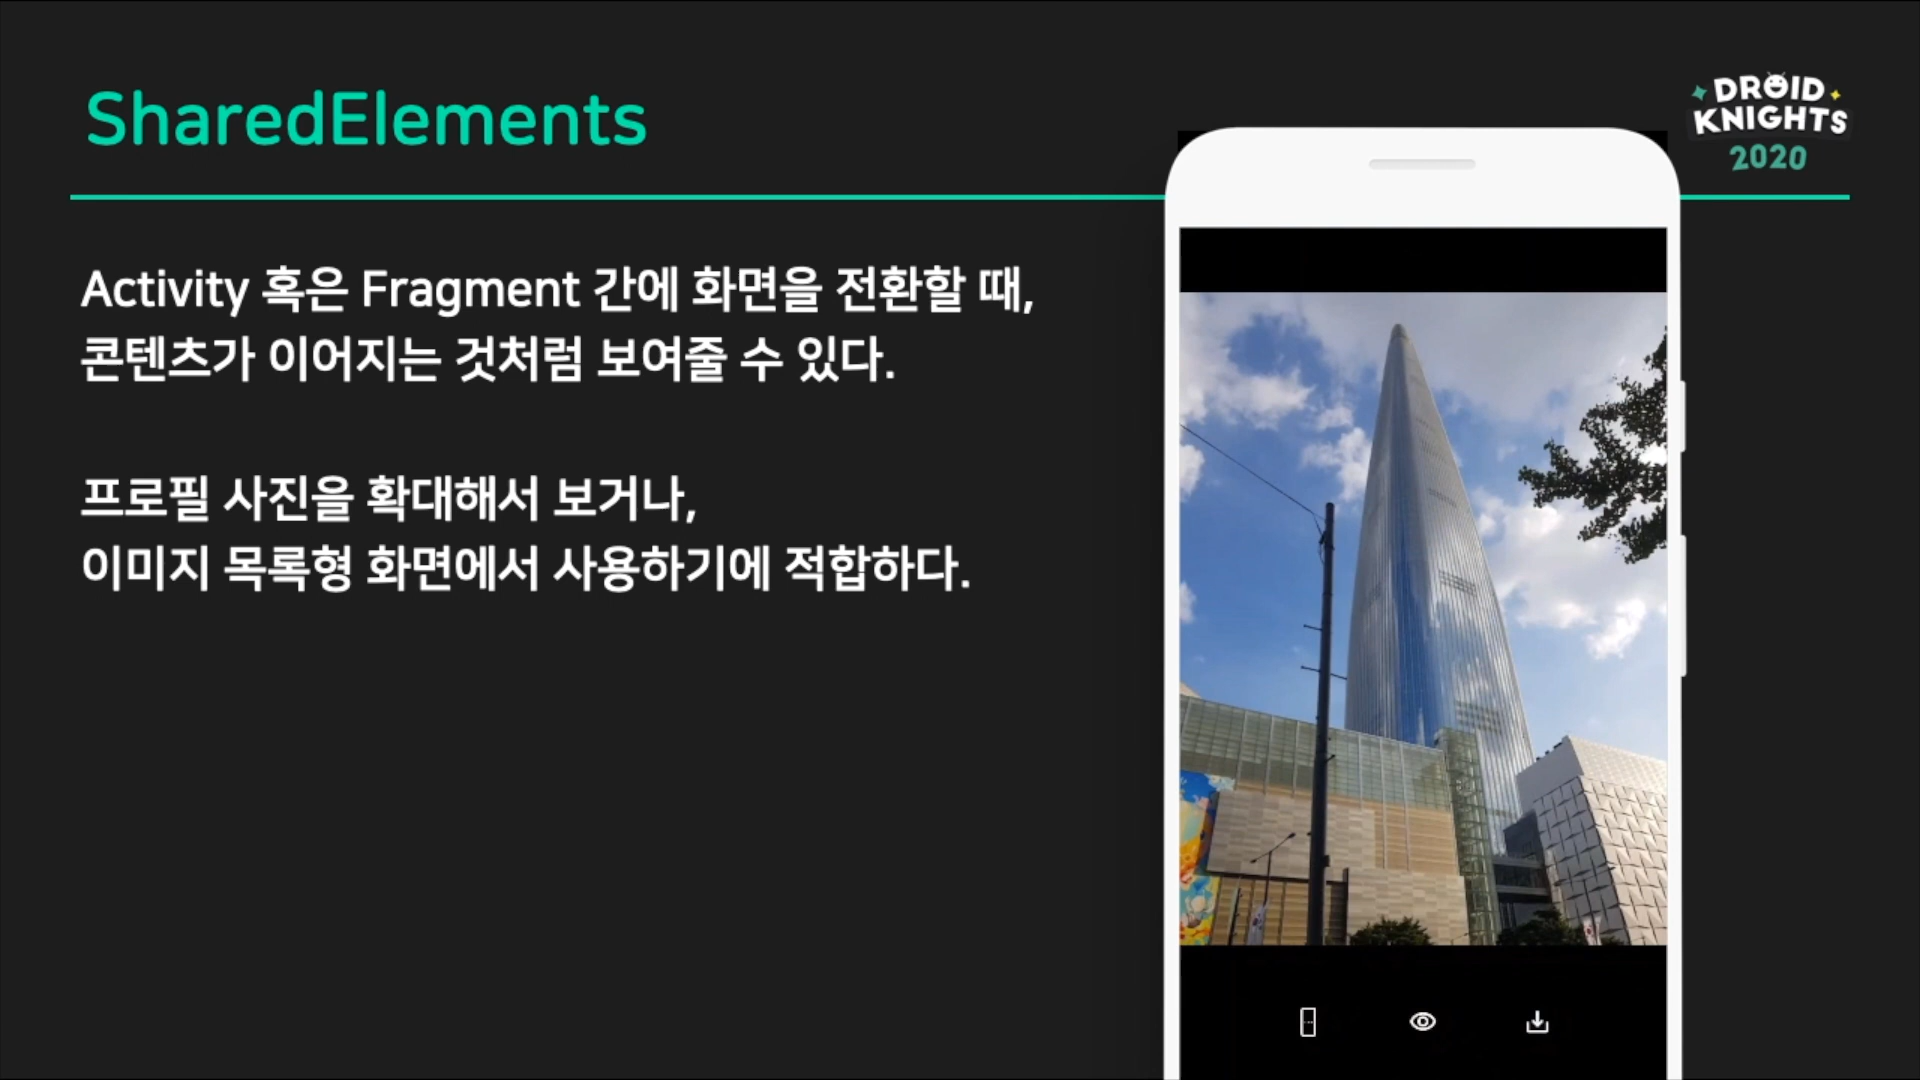 SharedElements
DROID
KNIGHTS
2020
Activity 혹은 Fragment 간에 화면을 전환할 때,
콘텐츠가 이어지는 것처럼 보여줄 수 있다.
프로필 사진을 확대해서 보거나,
이미지 목록형 화면에서 사용하기에 적합하다.